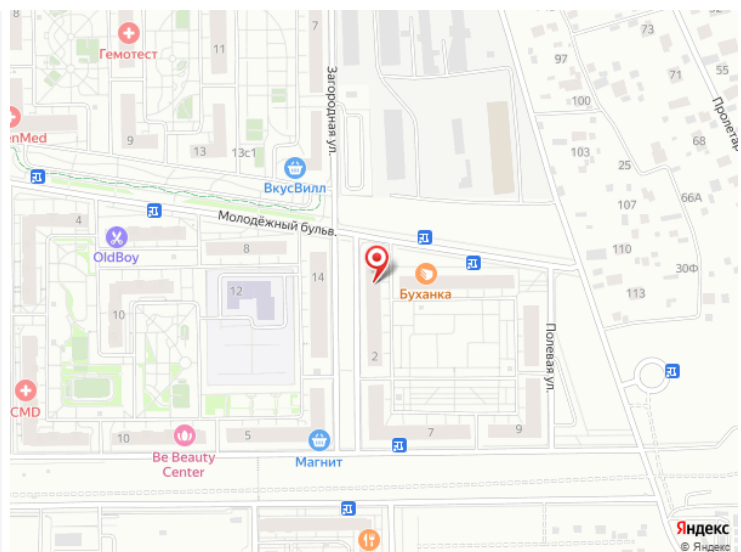 7
73
Гемотест
11
97
55
71
Загородная ул.
100
Пролетар
enMed
9
13
13с1
103
68
25
ВкусВилл
66А
107
4
Молодёжный бульв.
8
110
OldBoy
14
30Ф
12
Буханка
113
10
Полевая ул.
2
CMD
10
5
7
9
Be Beauty
Center
Магнит
Яндекс
© Яндекс